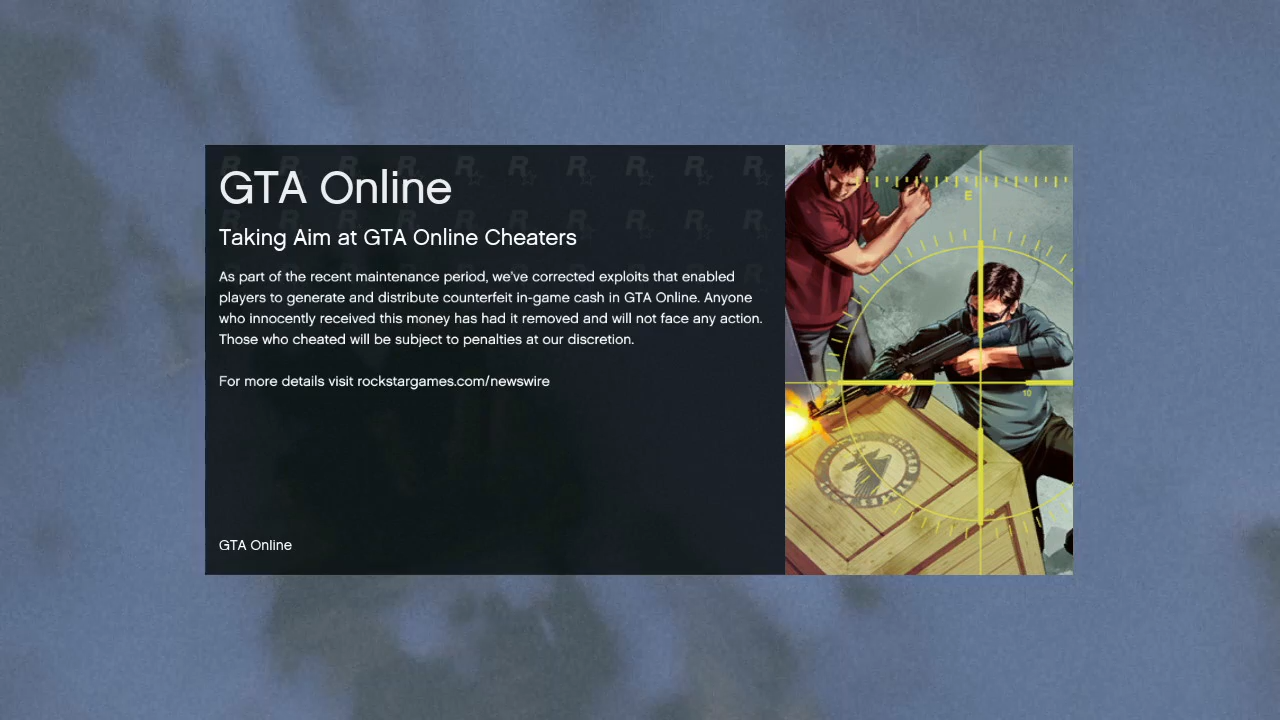 GTA Online
Taking Aim at GTA Online Cheaters
As part of the recent maintenance period, we've corrected exploits that enabled
players to generate and distribute counterfeit in-game cash in GTA Online. Anyone
who innocently received this money has had it removed and will not face any action.
Those who cheated will be subject to penalties at our discretion.
For more details visit rockstargames.com/newswire
GTA Online
E
10